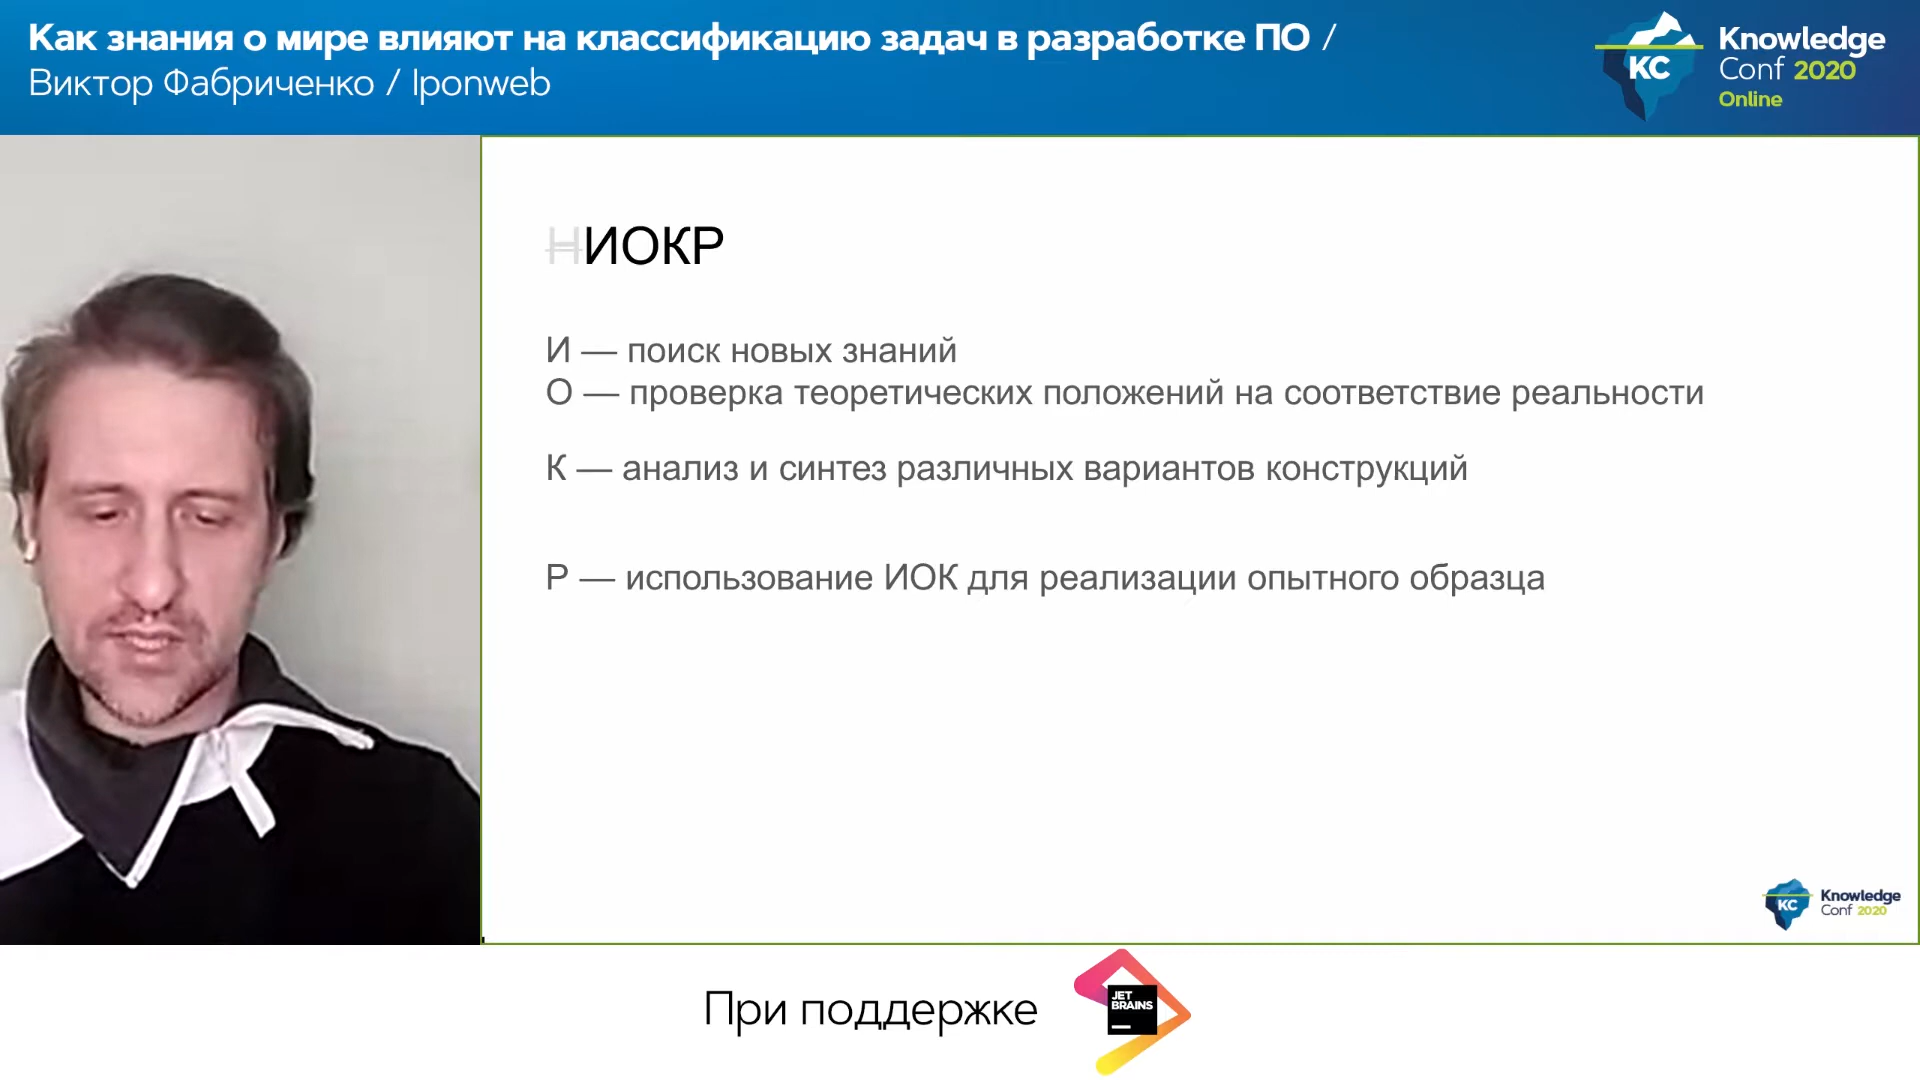 Как знания о мире влияют на классификацию задач в разработке ПО /
Виктор Фабриченко / Iponweb
KC
Knowledge
Conf 2020
Online
НИОКР
И — поиск новых знаний
О — проверка теоретических положений на соответствие реальности
К — анализ и синтез различных вариантов конструкций
Р — использование ИОК для реализации опытного образца
KC
Knowledge
Conf 2020
При поддержке
JET
BRAINS